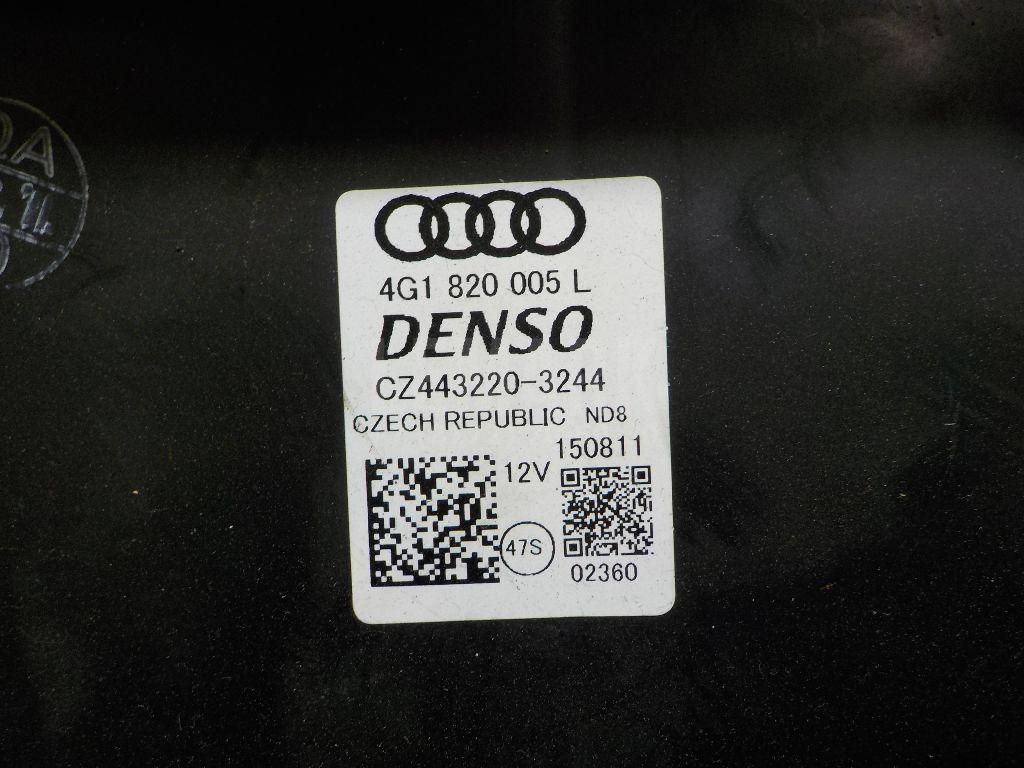 4G1 820 005 L
DENSO
CZ443220-3244
CZECH REPUBLIC ND8
150811
12V
47S
02360